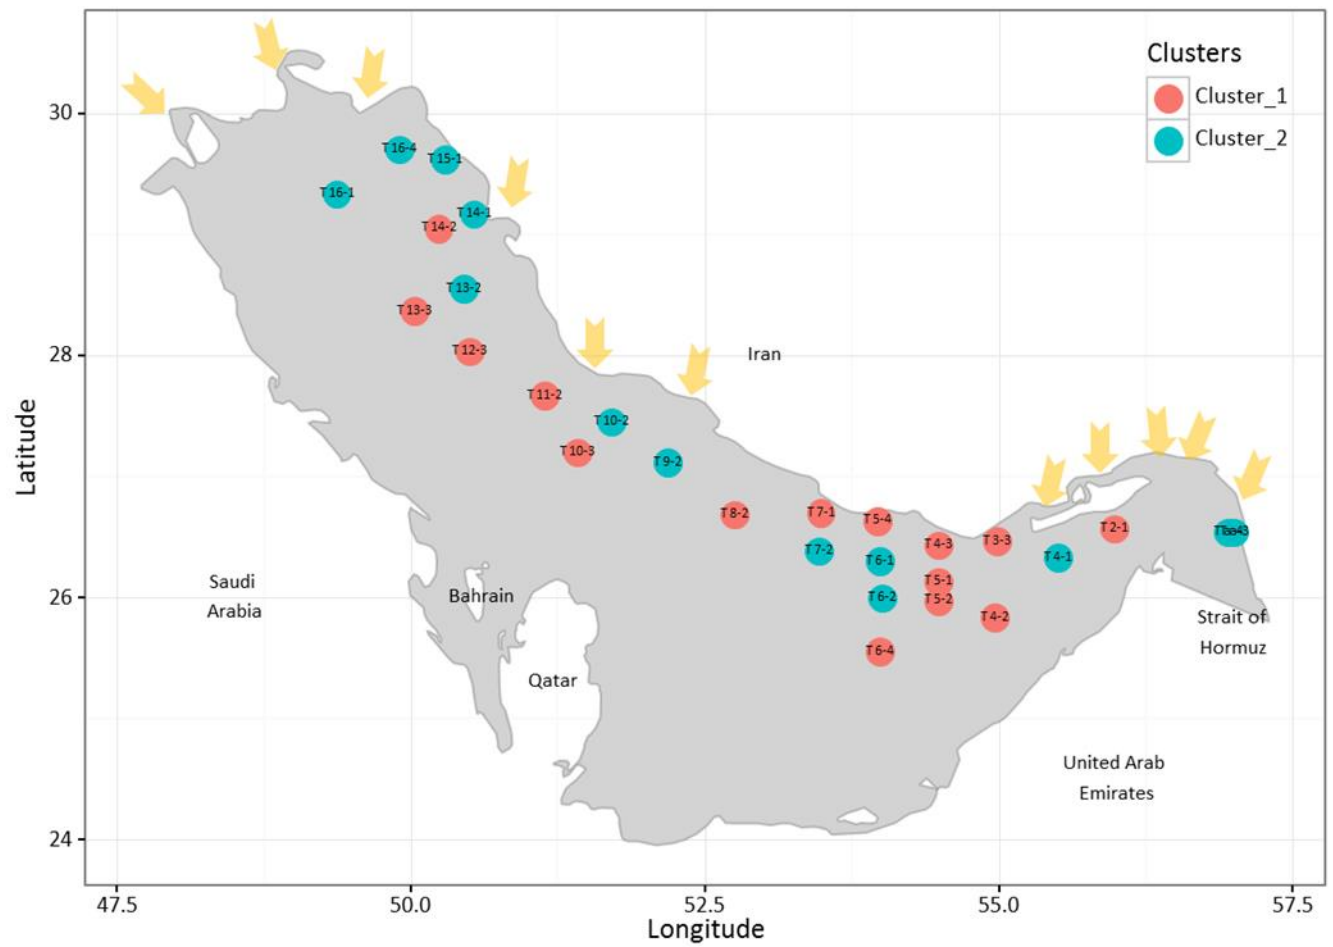 Clusters
Cluster_1
Cluster_2
30
28
26
24
Latitude
T 16-4
T 15-1
T 16-1
T 14-1
T 14-2
T 13-2
T 13-3
T 12-3
Iran
T 11-2
T 10-2
T 10-3
T 9-2
T 8-2
T 7-1
T 5-4
T 4-3
T 3-3
T 2-1
T 7-2
T 6-1
T 4-1
T 5-1
T 5-2
T 6-2
T 4-2
T 6-4
Saudi
Arabia
Bahrain
Qatar
Strait of
Hormuz
United Arab
Emirates
47.5
50.0
52.5
55.0
57.5
Longitude